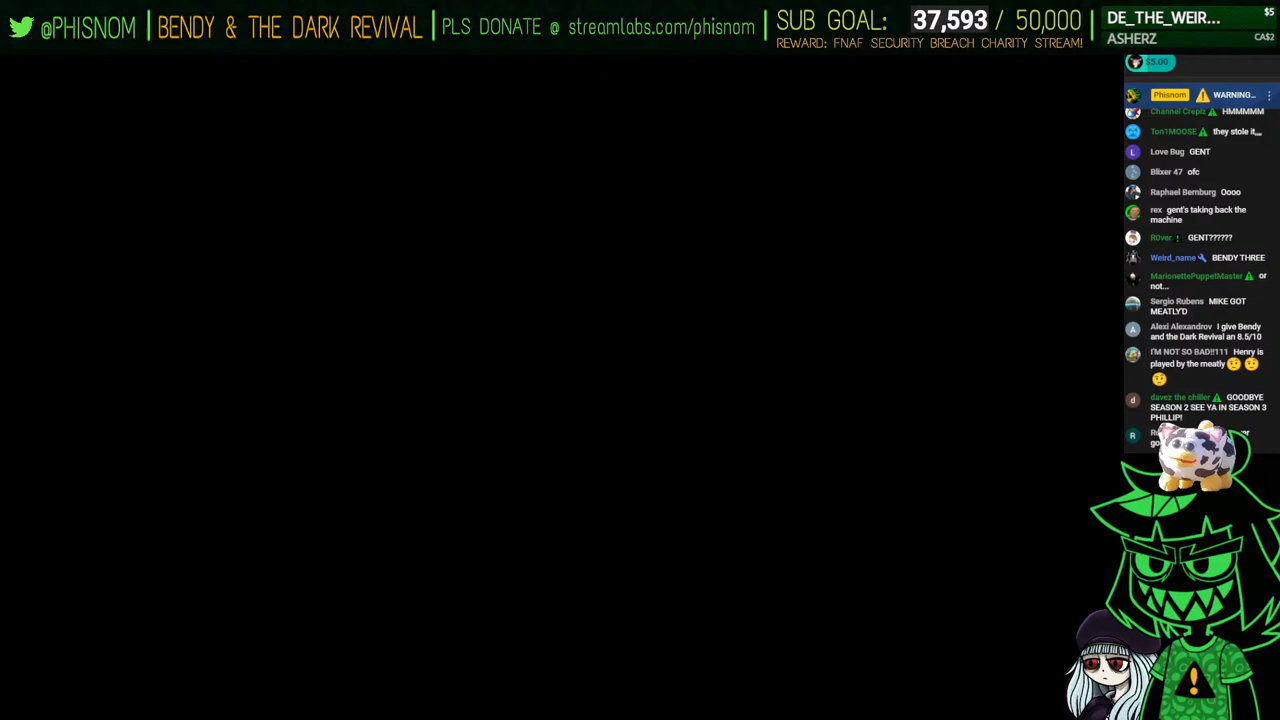 @PHISNOM
BENDY & THE DARK REVIVAL
PLS DONATE @ streamlabs.com/phisnom
SUB GOAL: 37,593 / 50,000
REWARD: FNAF SECURITY BREACH CHARITY STREAM!
DE_THE_WEIR... $5
ASHERZ CA$2
$5.00
Phisnom WARNING...
Channel Crepiz HMMMMM
Ton1MOOSE they stole it,,,,
Love Bug GENT
Blixer 47 ofc
Raphael Bernburg Oooo
rex gent's taking back the
machine
R0ver GENT??????
Weird_name BENDY THREE
MarionettePuppetMaster or
not...
Sergio Rubens MIKE GOT
MEATLY'D
A Alexi Alexandrov I give Bendy
and the Dark Revival an 8.5/10
I'M NOT SO BAD!!111 Henry is
played by the meatly
d davez the chiller GOODBYE
SEASON 2 SEE YA IN SEASON 3
PHILLIP!
R